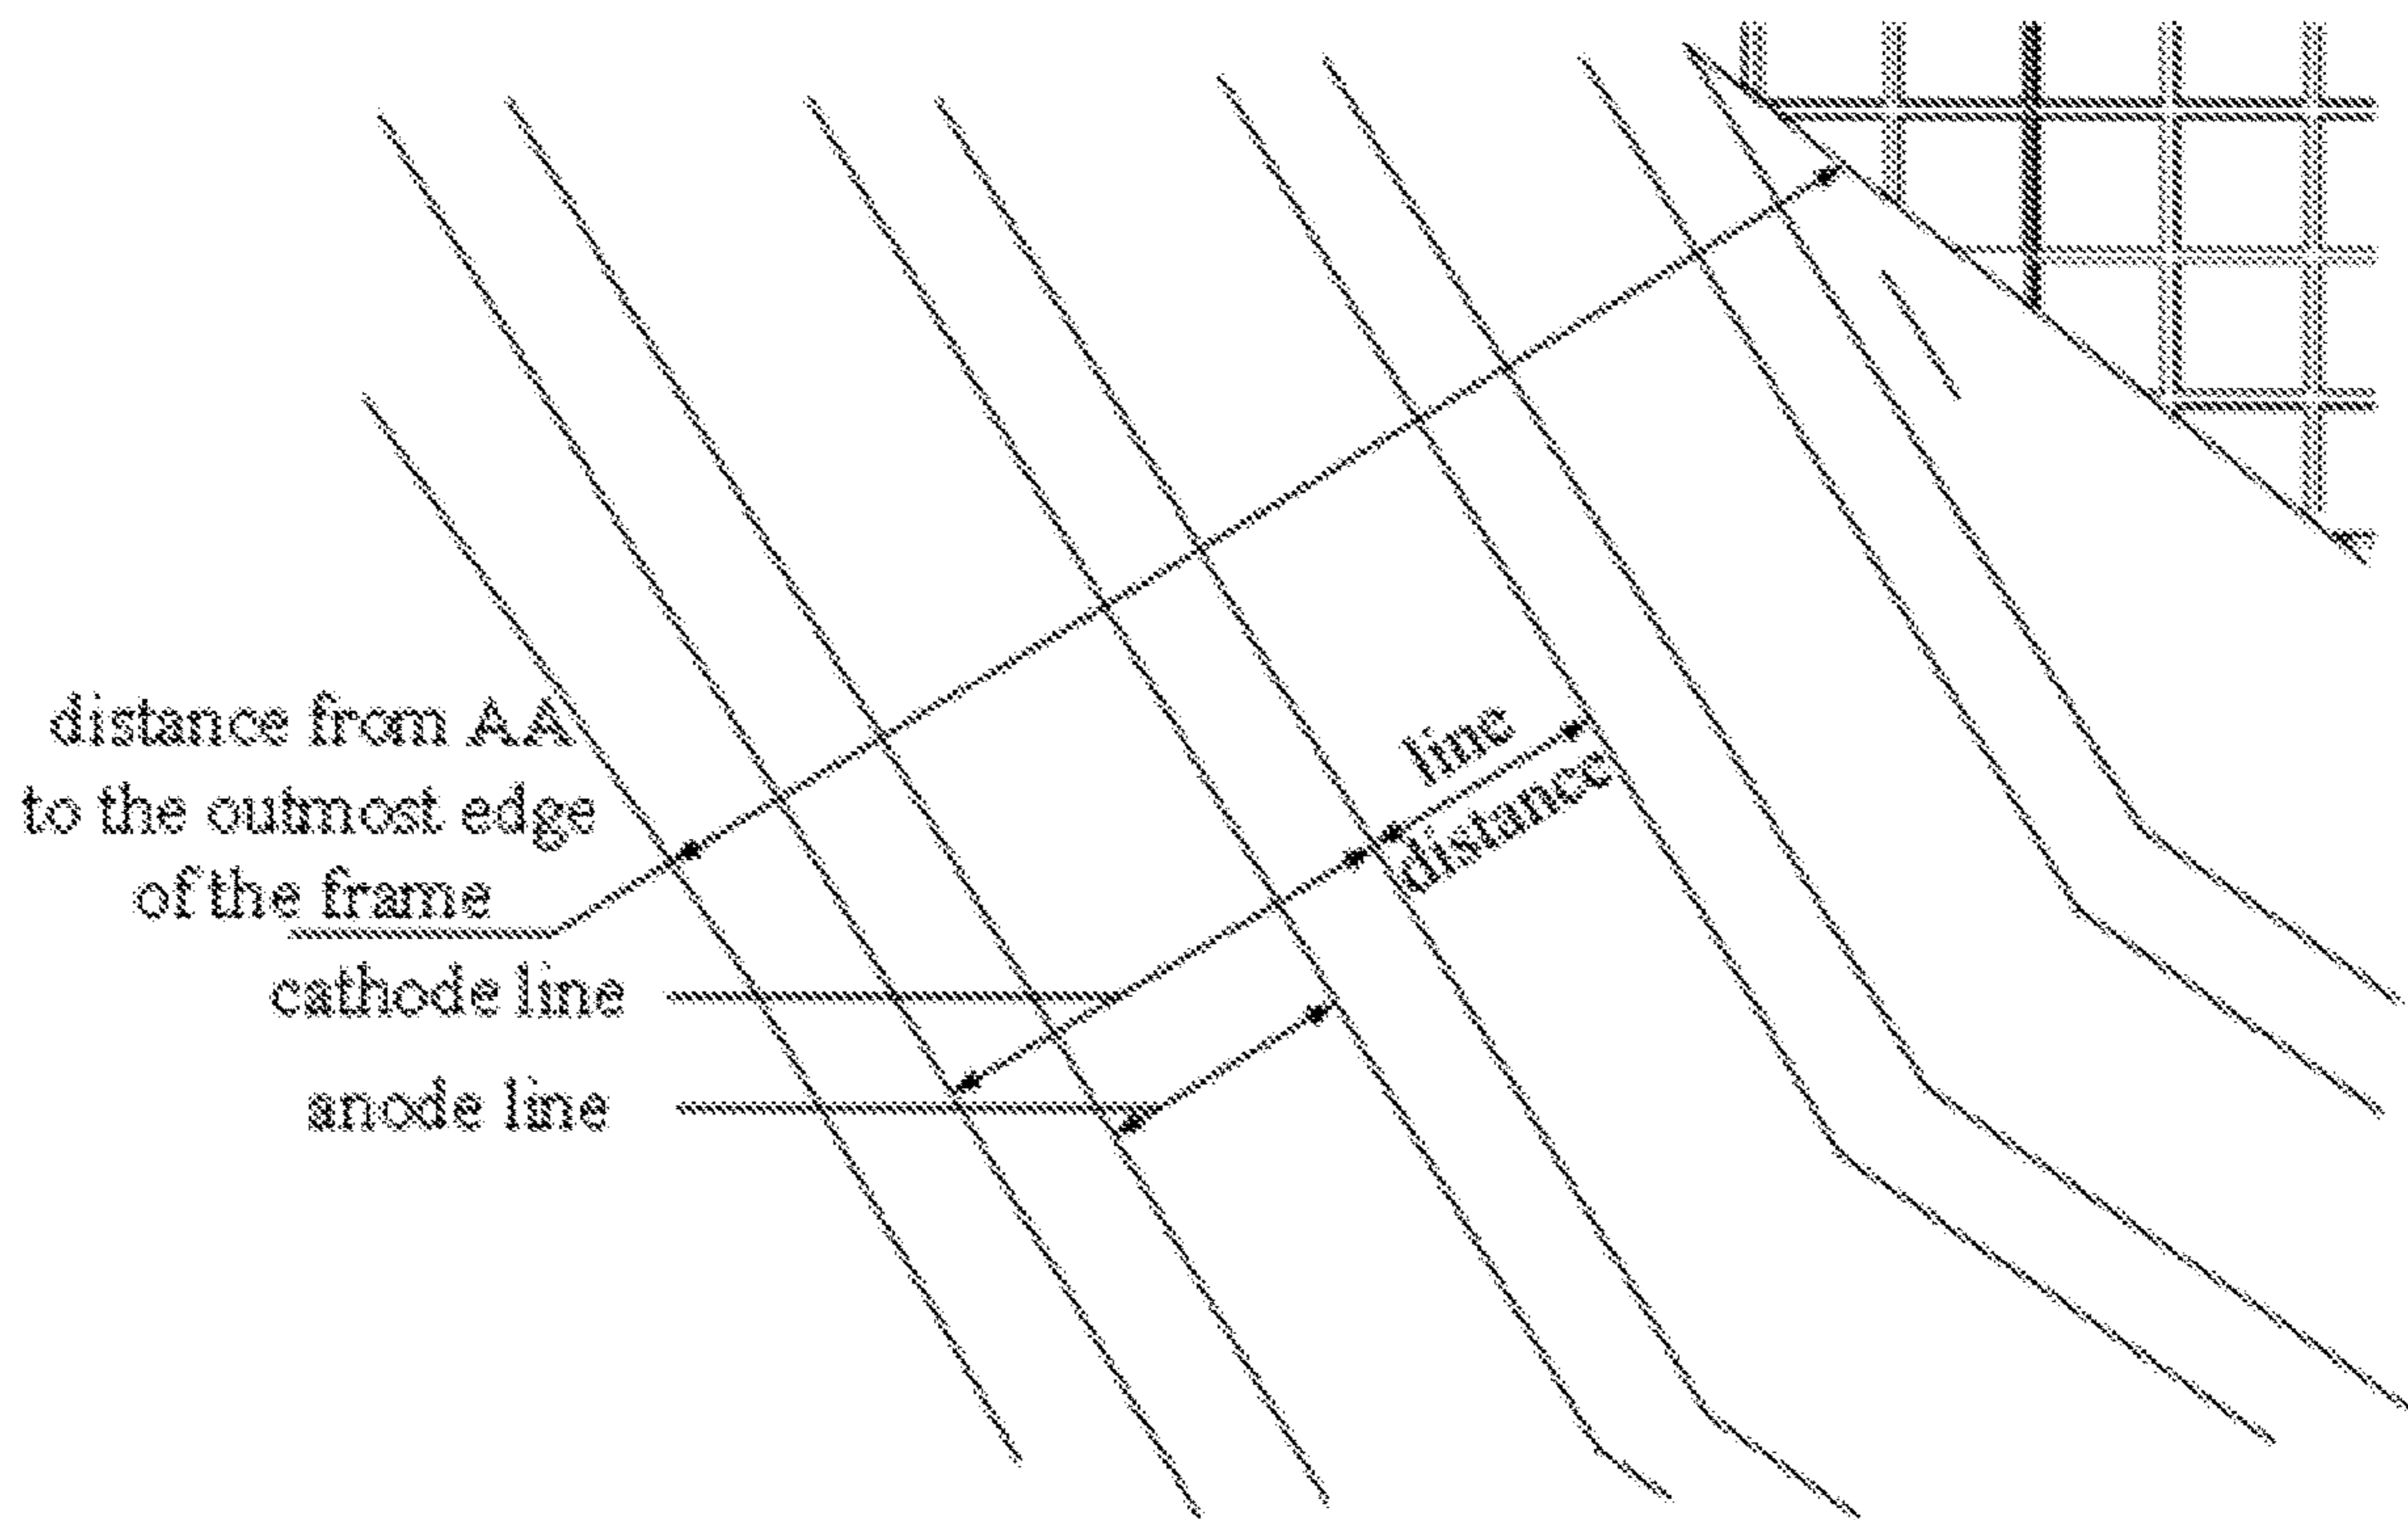 distance from AA
to the outmost edge
of the frame
cathode line
anode line
line
distance